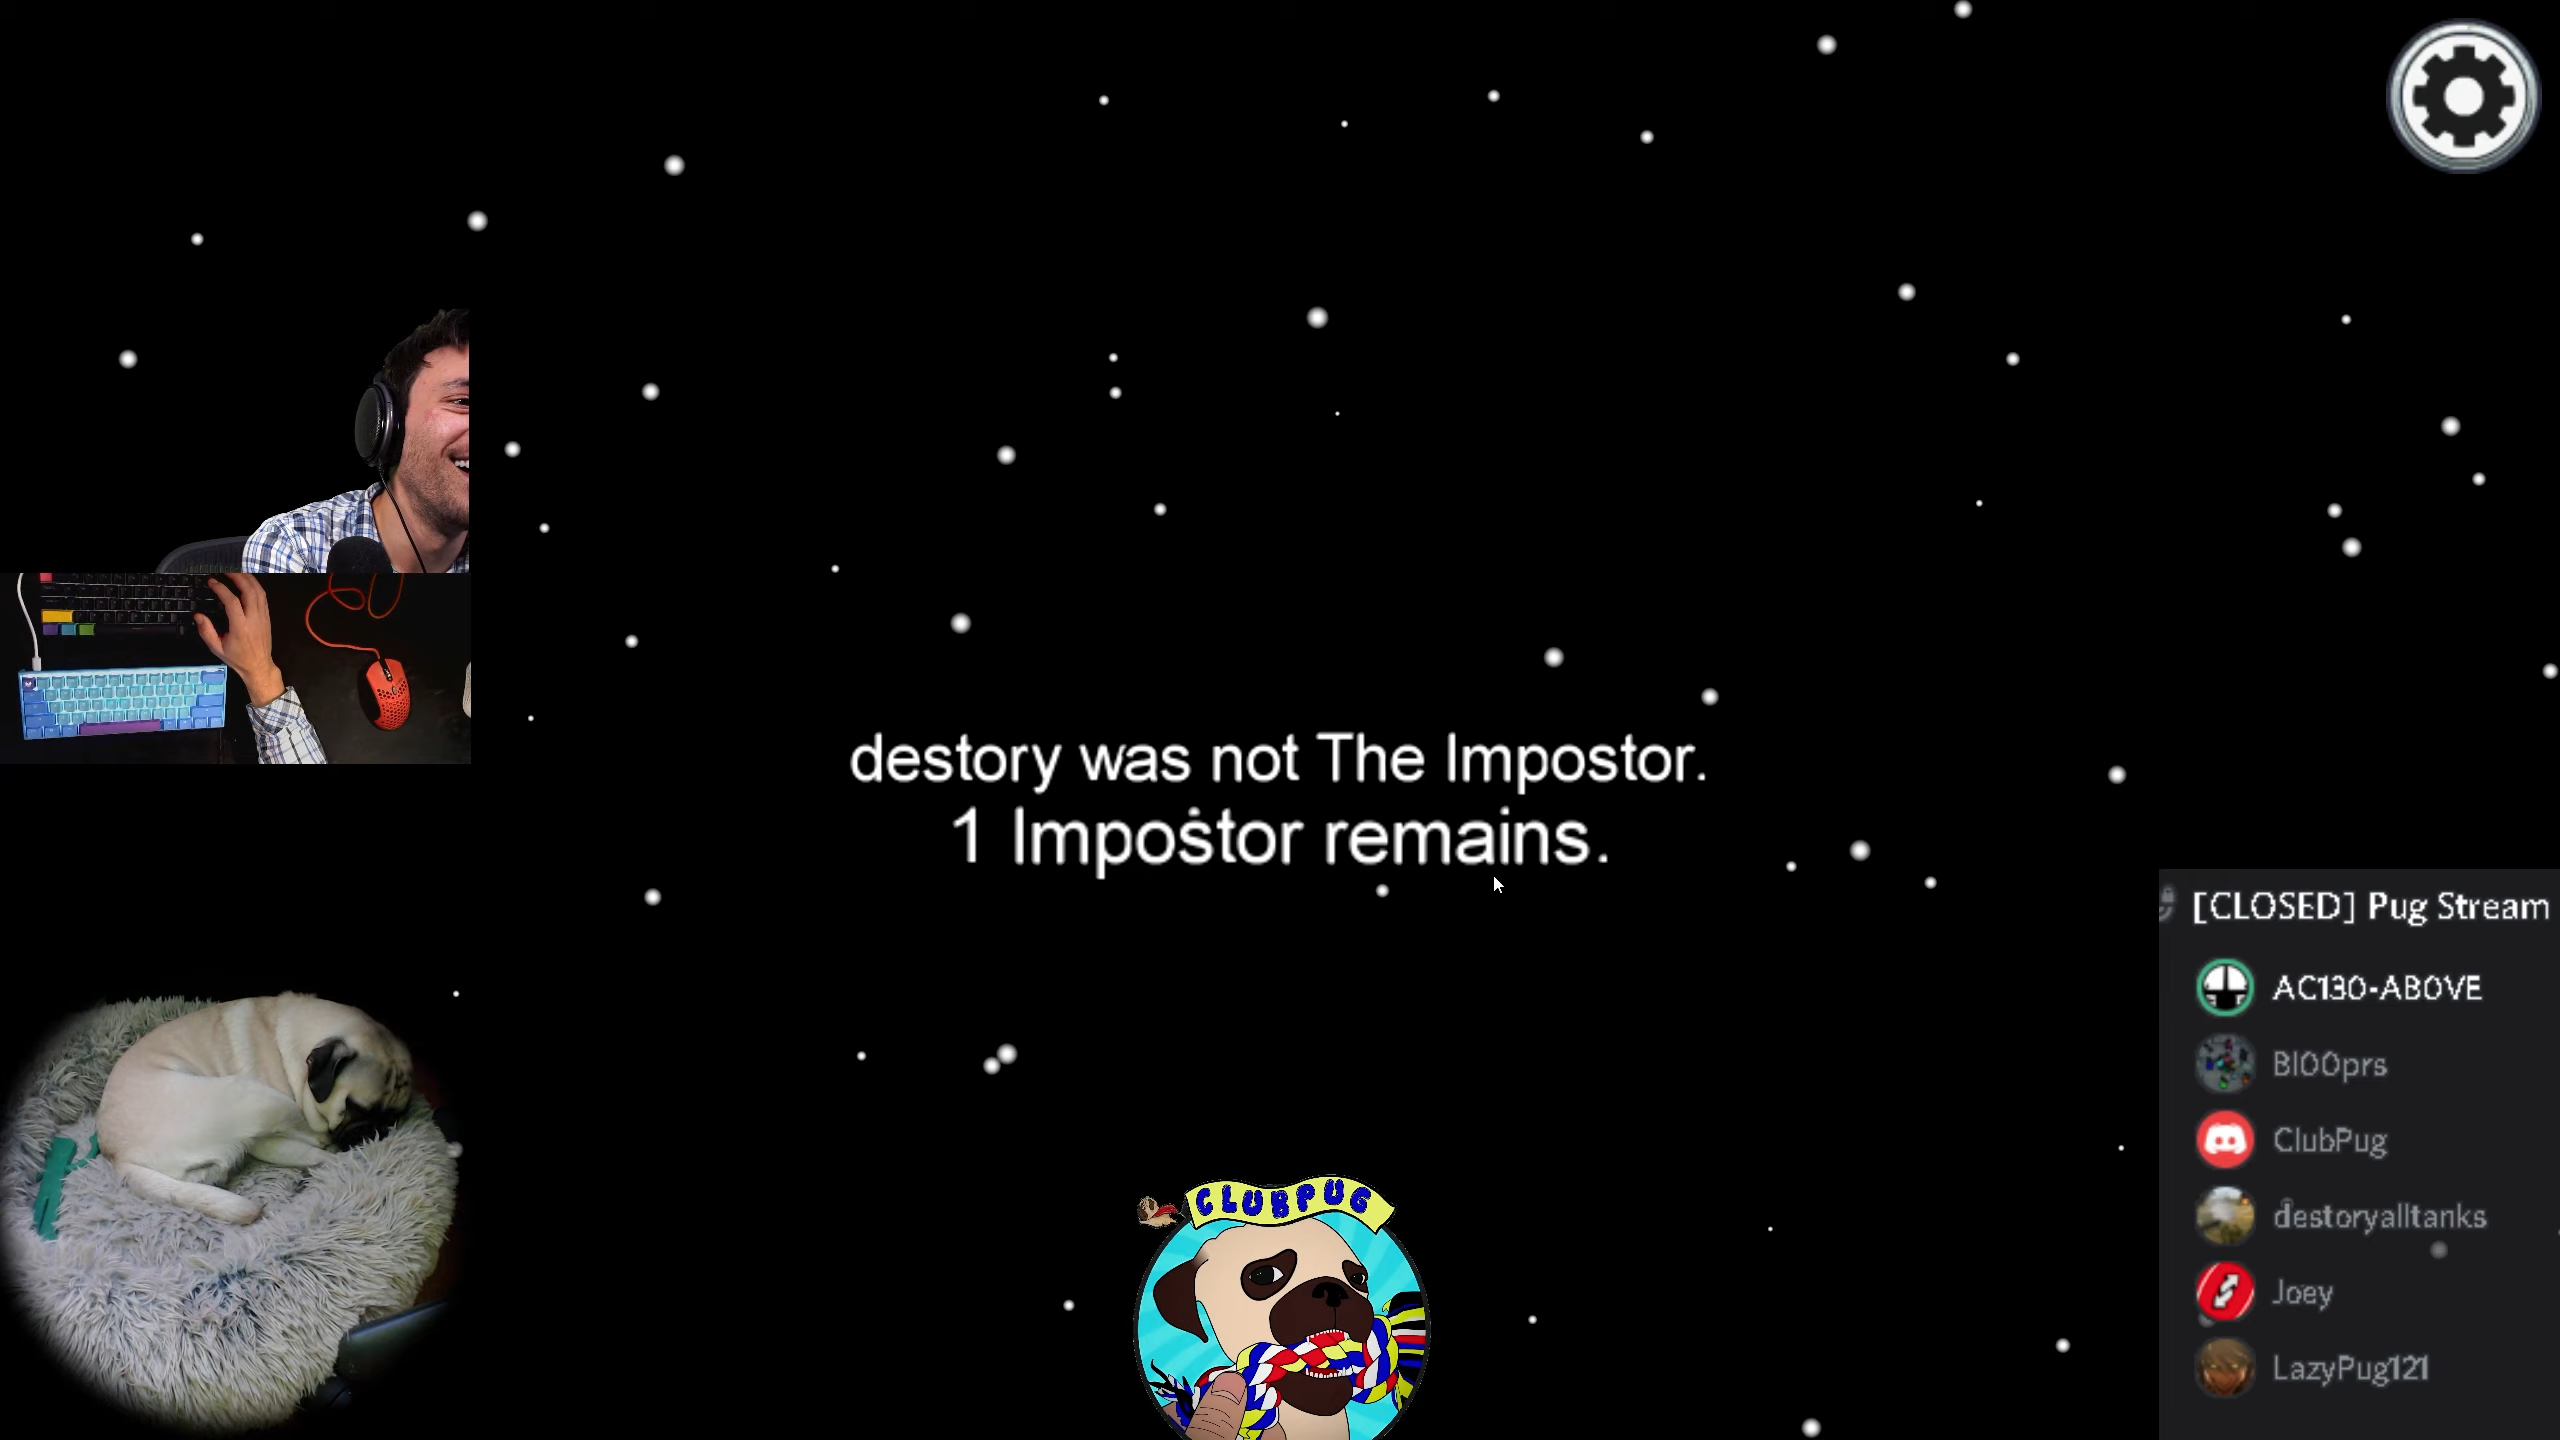 destory was not The Impostor.
1 Impostor remains.
[CLOSED] Pug Stream
AC130-ABOVE
Bl00prs
ClubPug
destoryalltanks
Joey
LazyPug121
CLUBPUG